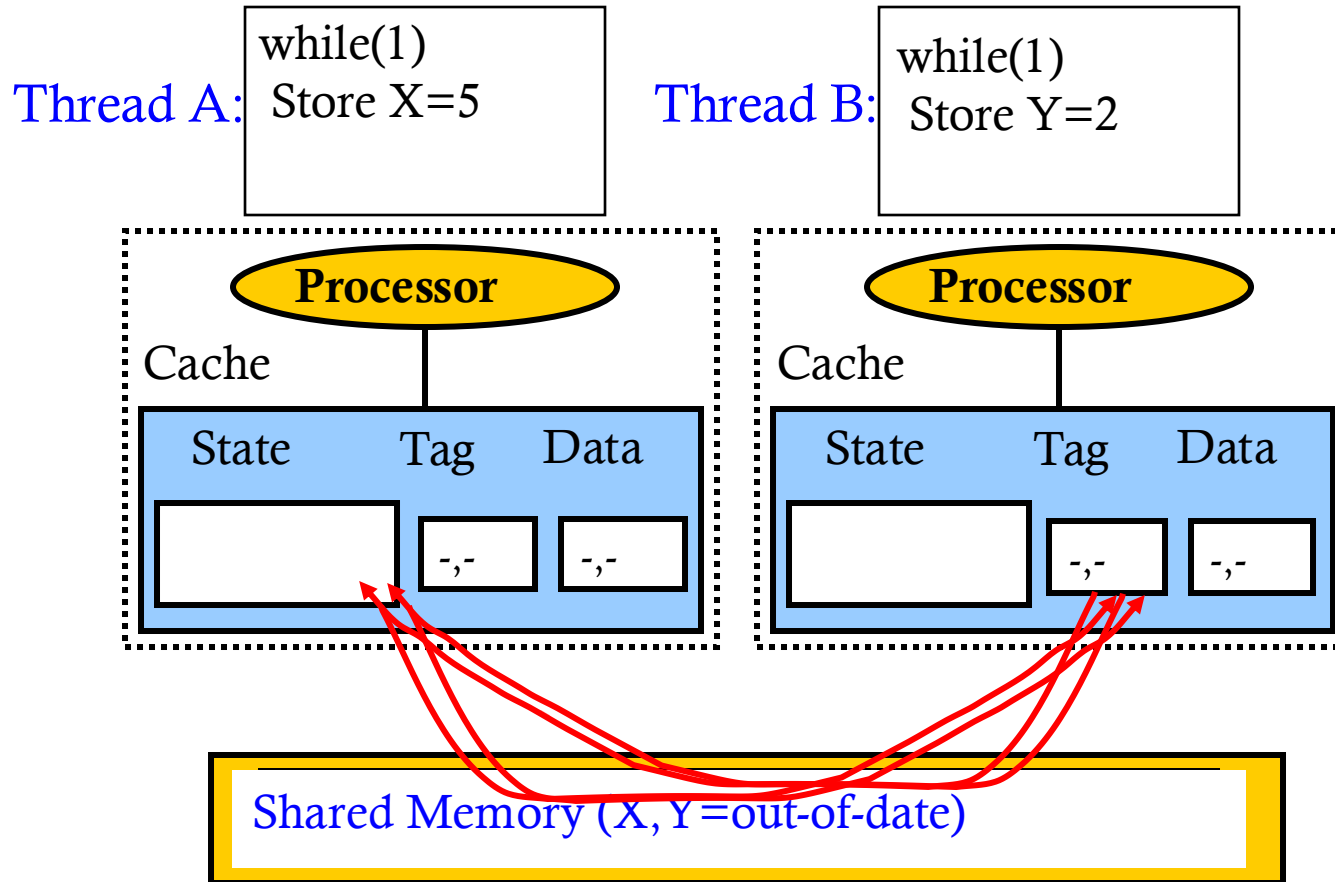 while(1)
Store X=5
Thread A:
while(1)
Store Y=2
Thread B:
Processor
Cache
State Tag Data
-,- -,-
Processor
Cache
State Tag Data
-,- -,-
Shared Memory (X,Y=out-of-date)